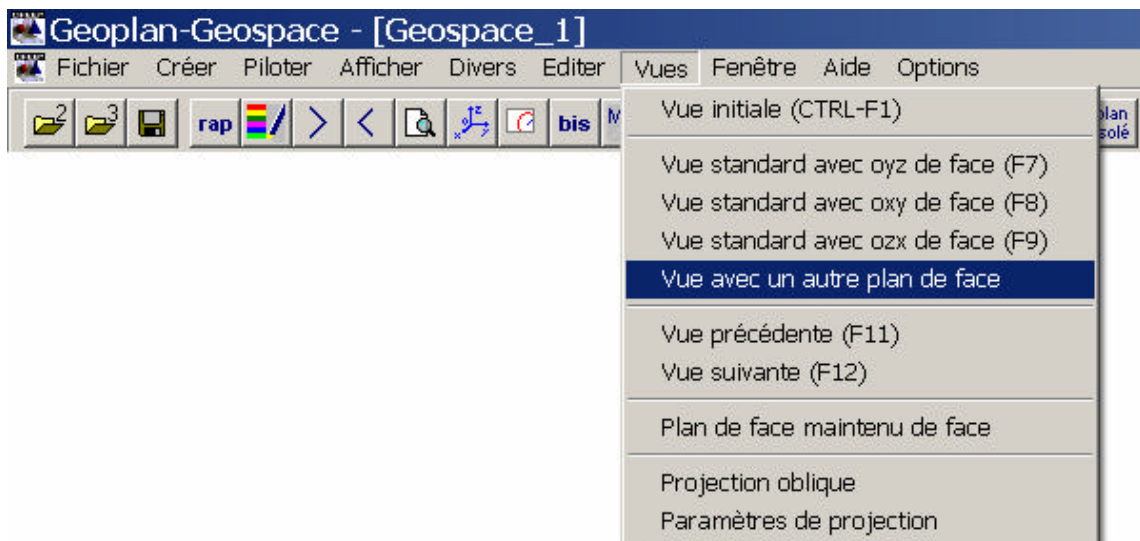 Geoplan-Geospace - [Geospace_1]
Fichier Créer Piloter Afficher Divers Editer Vues Fenêtre Aide Options
2 3 rap bis
Vue initiale (CTRL-F1)
isolé
Vue standard avec oyz de face (F7)
Vue standard avec oxy de face (F8)
Vue standard avec ozx de face (F9)
Vue avec un autre plan de face
Vue précédente (F11)
Vue suivante (F12)
Plan de face maintenu de face
Projection oblique
Paramètres de projection